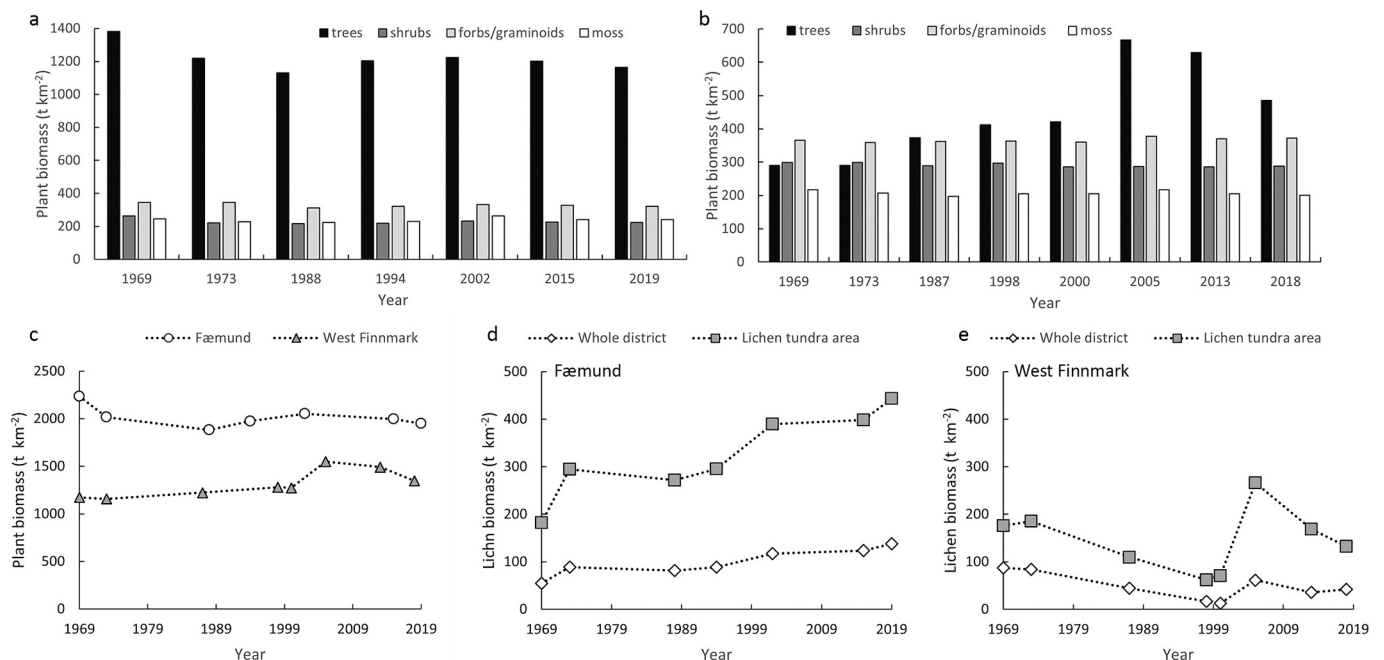 a
trees shrubs forbs/graminoids moss
Plant biomass (t km-2)
1400
1200
1000
800
600
400
200
0
1969 1973 1988 1994 2002 2015 2019
Year
b
trees shrubs forbs/graminoids moss
Plant biomass (t km-2)
700
600
500
400
300
200
100
0
1969 1973 1987 1998 2000 2005 2013 2018
Year
c
Fæmund West Finnmark
Plant biomass (t km-2)
2500
2000
1500
1000
500
0
1969 1979 1989 1999 2009 2019
Year
d
Whole district Lichen tundra area
Fæmund
Lichn biomass (t km-2)
500
400
300
200
100
0
1969 1979 1989 1999 2009 2019
Year
e
Whole district Lichen tundra area
West Finnmark
Lichen biomass (t km-2)
500
400
300
200
100
0
1969 1979 1989 1999 2009 2019
Year